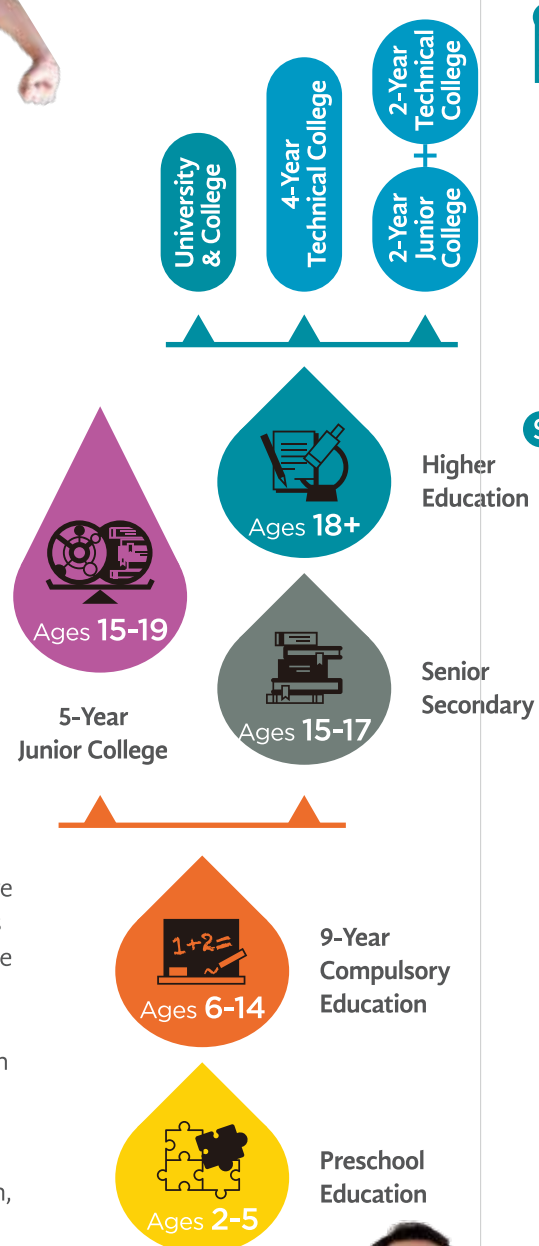 University
& College
4-Year
Technical College
2-Year
Technical
College
+
2-Year
Junior
College
Ages 18+
Higher
Education
Ages 15-19
5-Year
Junior College
Ages 15-17
Senior
Secondary
1+2=
Ages 6-14
9-Year
Compulsory
Education
Ages 2-5
Preschool
Education